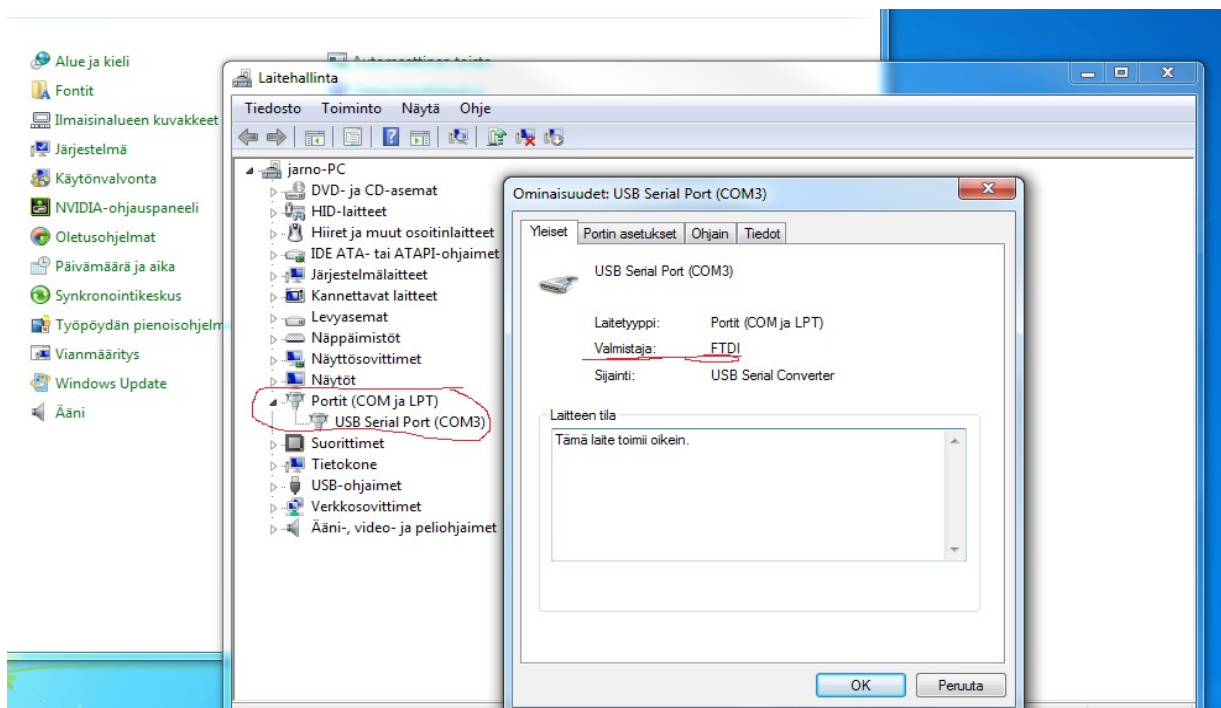 Alue ja kieli
Fontit
Ilmaisinalueen kuvakkeet
Järjestelmä
Käytönvalvonta
NVIDIA-ohjauspaneeli
Oletusohjelmat
Päivämäärä ja aika
Synkronointikeskus
Työpöydän pienoisohjelm
Vianmääritys
Windows Update
Ääni
Automaattinen toisto
Laitehallinta
Tiedosto Toiminto Näytä Ohje
jarno-PC
DVD- ja CD-asemat
HID-laitteet
Hiiret ja muut osoitinlaitteet
IDE ATA- tai ATAPI-ohjaimet
Järjestelmälaitteet
Kannettavat laitteet
Levyasemat
Näppäimistöt
Näyttösovittimet
Näytöt
Portit (COM ja LPT)
USB Serial Port (COM3)
Suorittimet
Tietokone
USB-ohjaimet
Verkkosovittimet
Ääni-, video- ja peliohjaimet
Ominaisuudet: USB Serial Port (COM3)
Yleiset Portin asetukset Ohjain Tiedot
USB Serial Port (COM3)
Laitetyyppi: Portit (COM ja LPT)
Valmistaja: FTDI
Sijainti: USB Serial Converter
Laitteen tila
Tämä laite toimii oikein.
OK Peruuta